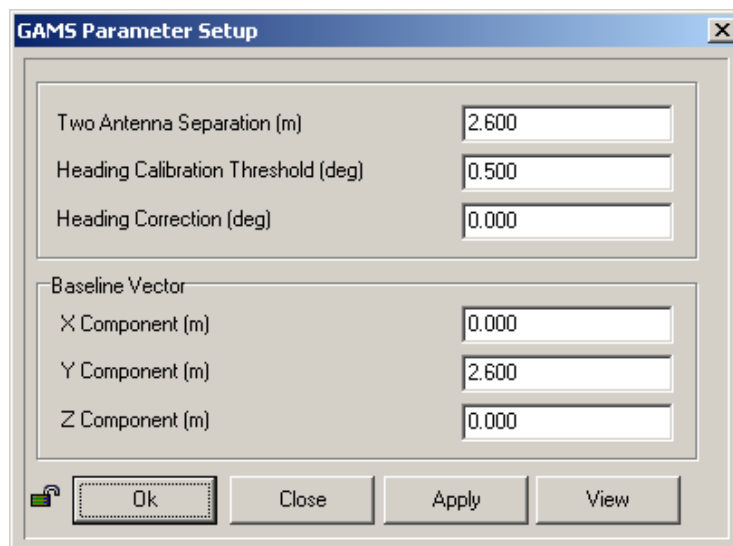 GAMS Parameter Setup
Two Antenna Separation (m) 2.600
Heading Calibration Threshold (deg) 0.500
Heading Correction (deg) 0.000
Baseline Vector
X Component (m) 0.000
Y Component (m) 2.600
Z Component (m) 0.000
Ok Close Apply View